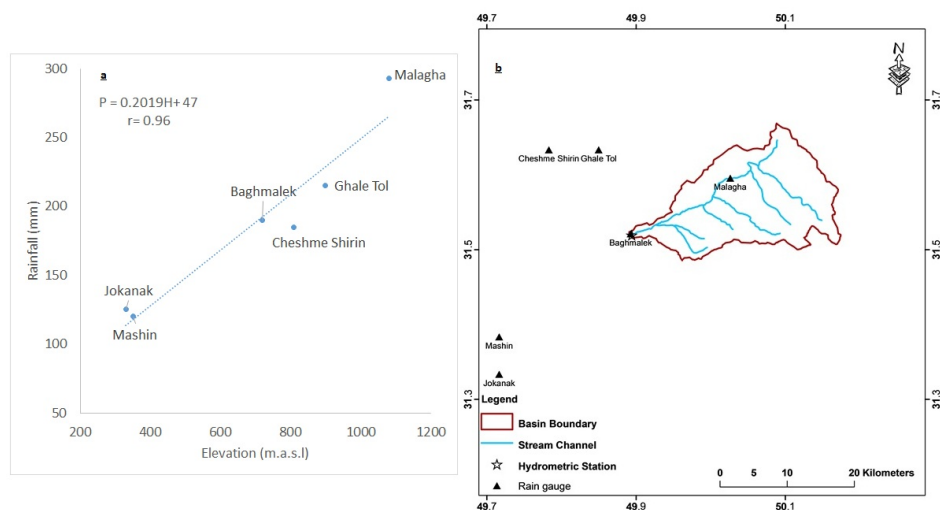 a
P = 0.2019H+ 47
r= 0.96
Malagha
Ghale Tol
Baghmalek
Cheshme Shirin
Jokanak
Mashin
300
250
200
150
100
50
Rainfall (mm)
200 400 600 800 1000 1200
Elevation (m.a.s.l)
49.7 49.9 50.1
b
N
31.7 31.7
Cheshme Shirin Ghale Tol
Malagha
Baghmalek
31.5 31.5
Mashin
Jokanak
31.3 31.3
Legend
Basin Boundary
Stream Channel
Hydrometric Station
Rain gauge
0 5 10 20 Kilometers
49.7 49.9 50.1